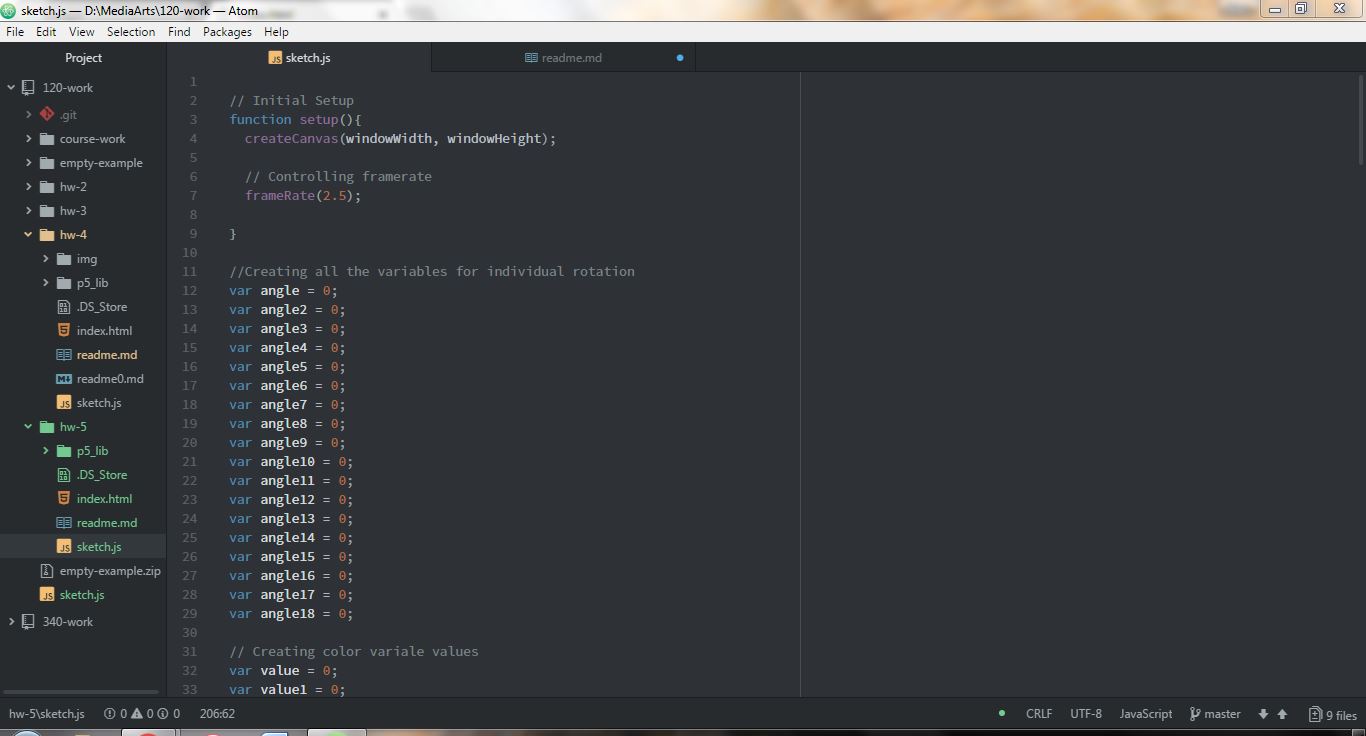 sketch.js — D:\MediaArts\120-work — Atom
File Edit View Selection Find Packages Help
Project
120-work
.git
course-work
empty-example
hw-2
hw-3
hw-4
img
p5_lib
.DS_Store
index.html
readme.md
readme0.md
sketch.js
hw-5
p5_lib
.DS_Store
index.html
readme.md
sketch.js
empty-example.zip
sketch.js
340-work
sketch.js readme.md
1
2 // Initial Setup
3 function setup(){
4 createCanvas(windowWidth, windowHeight);
5
6 // Controlling framerate
7 frameRate(2.5);
8
9 }
10
11 //Creating all the variables for individual rotation
12 var angle = 0;
13 var angle2 = 0;
14 var angle3 = 0;
15 var angle4 = 0;
16 var angle5 = 0;
17 var angle6 = 0;
18 var angle7 = 0;
19 var angle8 = 0;
20 var angle9 = 0;
21 var angle10 = 0;
22 var angle11 = 0;
23 var angle12 = 0;
24 var angle13 = 0;
25 var angle14 = 0;
26 var angle15 = 0;
27 var angle16 = 0;
28 var angle17 = 0;
29 var angle18 = 0;
30
31 // Creating color variale values
32 var value = 0;
33 var value1 = 0;
hw-5\sketch.js 0 0 0 206:62 CRLF UTF-8 JavaScript master 9 files